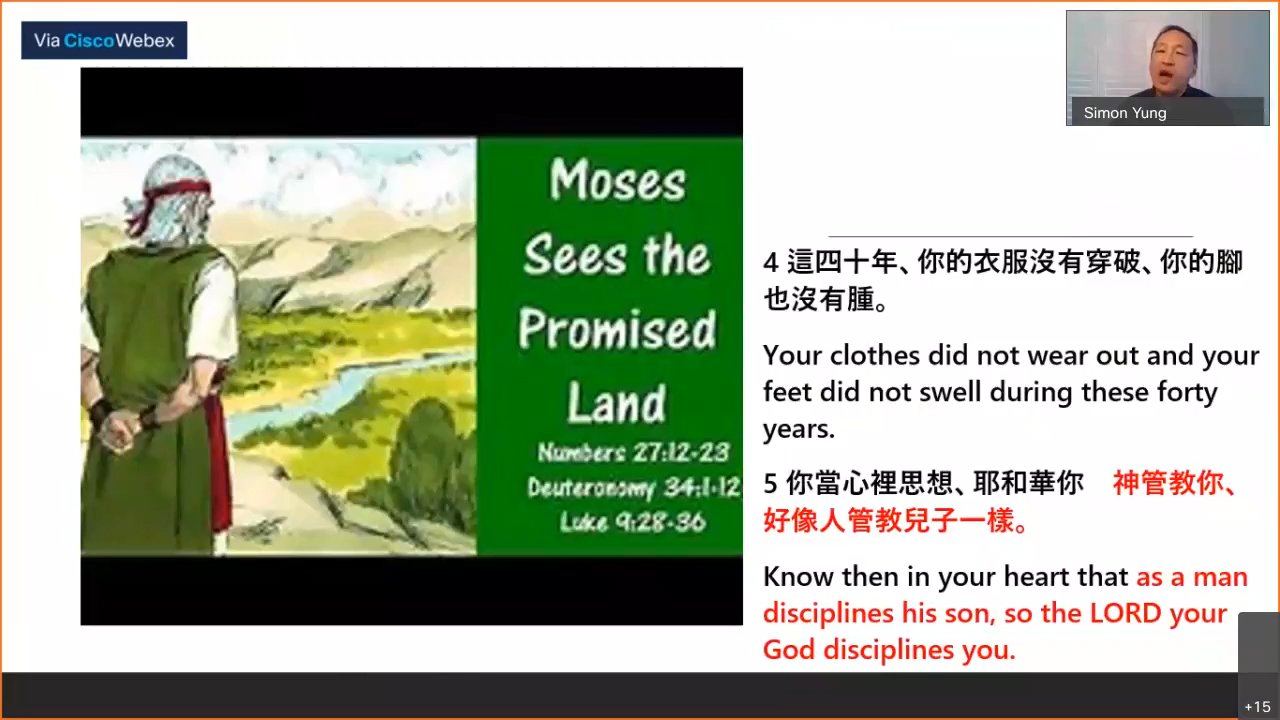 Via CiscoWebex
Simon Yung
Moses
Sees the
Promised
Land
Numbers 27:12-23
Deuteronomy 34:1-12
Luke 9:28-36
4 這四十年、你的衣服沒有穿破、你的腳
也沒有腫。
Your clothes did not wear out and your
feet did not swell during these forty
years.
5 你當心裡思想、耶和華你　神管教你、
好像人管教兒子一樣。
Know then in your heart that as a man
disciplines his son, so the LORD your
God disciplines you.
+15